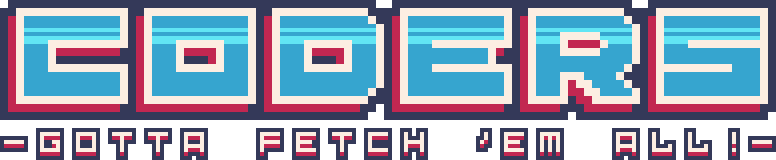 CODERS
-GOTTA FETCH 'EM ALL!-